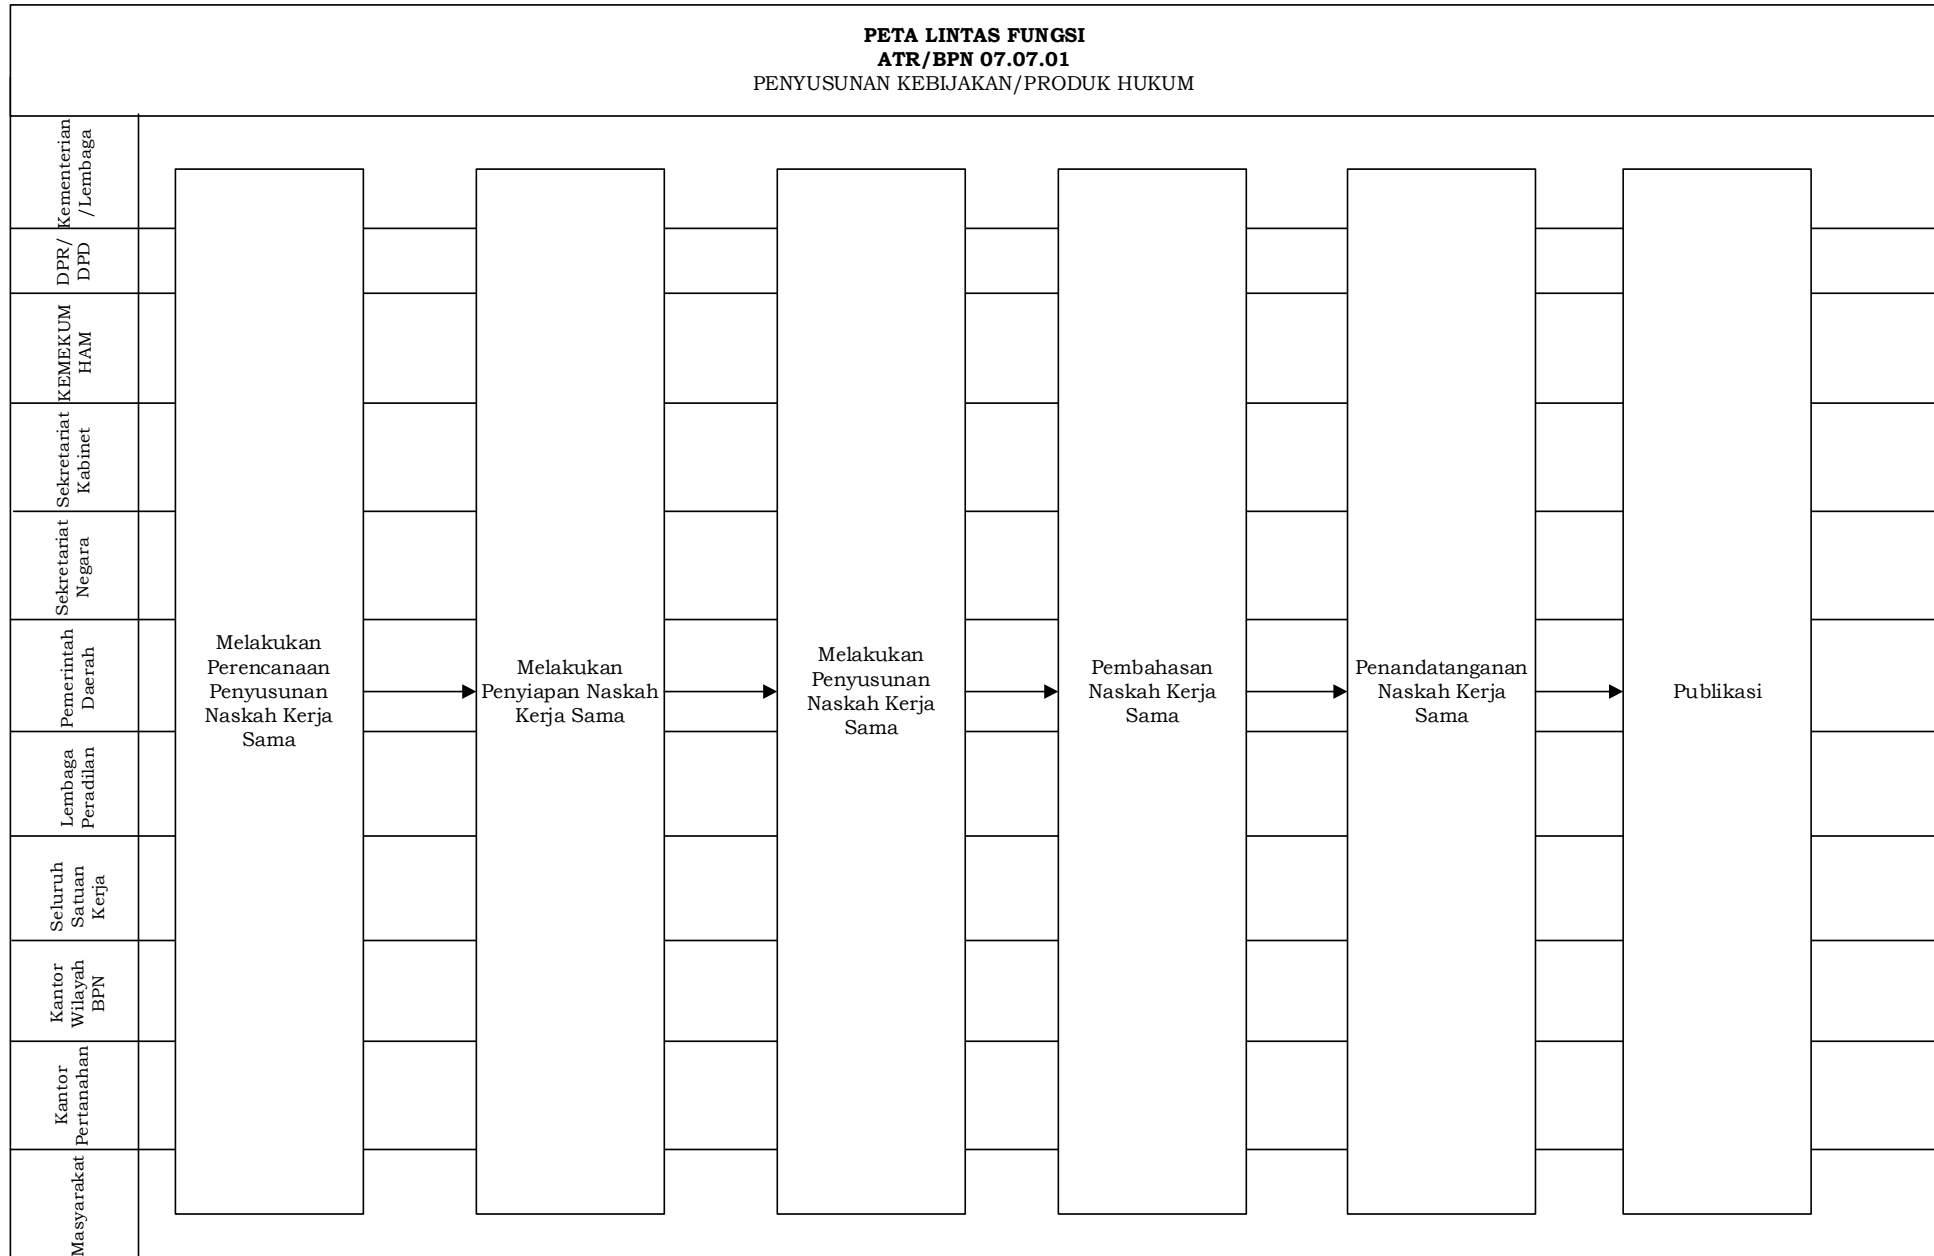 PETA LINTAS FUNGSI
ATR/BPN 07.07.01
PENYUSUNAN KEBIJAKAN/PRODUK HUKUM
Kementerian
/Lembaga
DPR/
DPD
KEMEKUM
HAM
Sekretariat
Kabinet
Sekretariat
Negara
Pemerintah
Daerah
Lembaga
Peradilan
Seluruh
Satuan
Kerja
Kantor
Wilayah
BPN
Kantor
Pertanahan
Masyarakat
Melakukan
Perencanaan
Penyusunan
Naskah Kerja
Sama
Melakukan
Penyiapan Naskah
Kerja Sama
Melakukan
Penyusunan
Naskah Kerja
Sama
Pembahasan
Naskah Kerja
Sama
Penandatanganan
Naskah Kerja
Sama
Publikasi